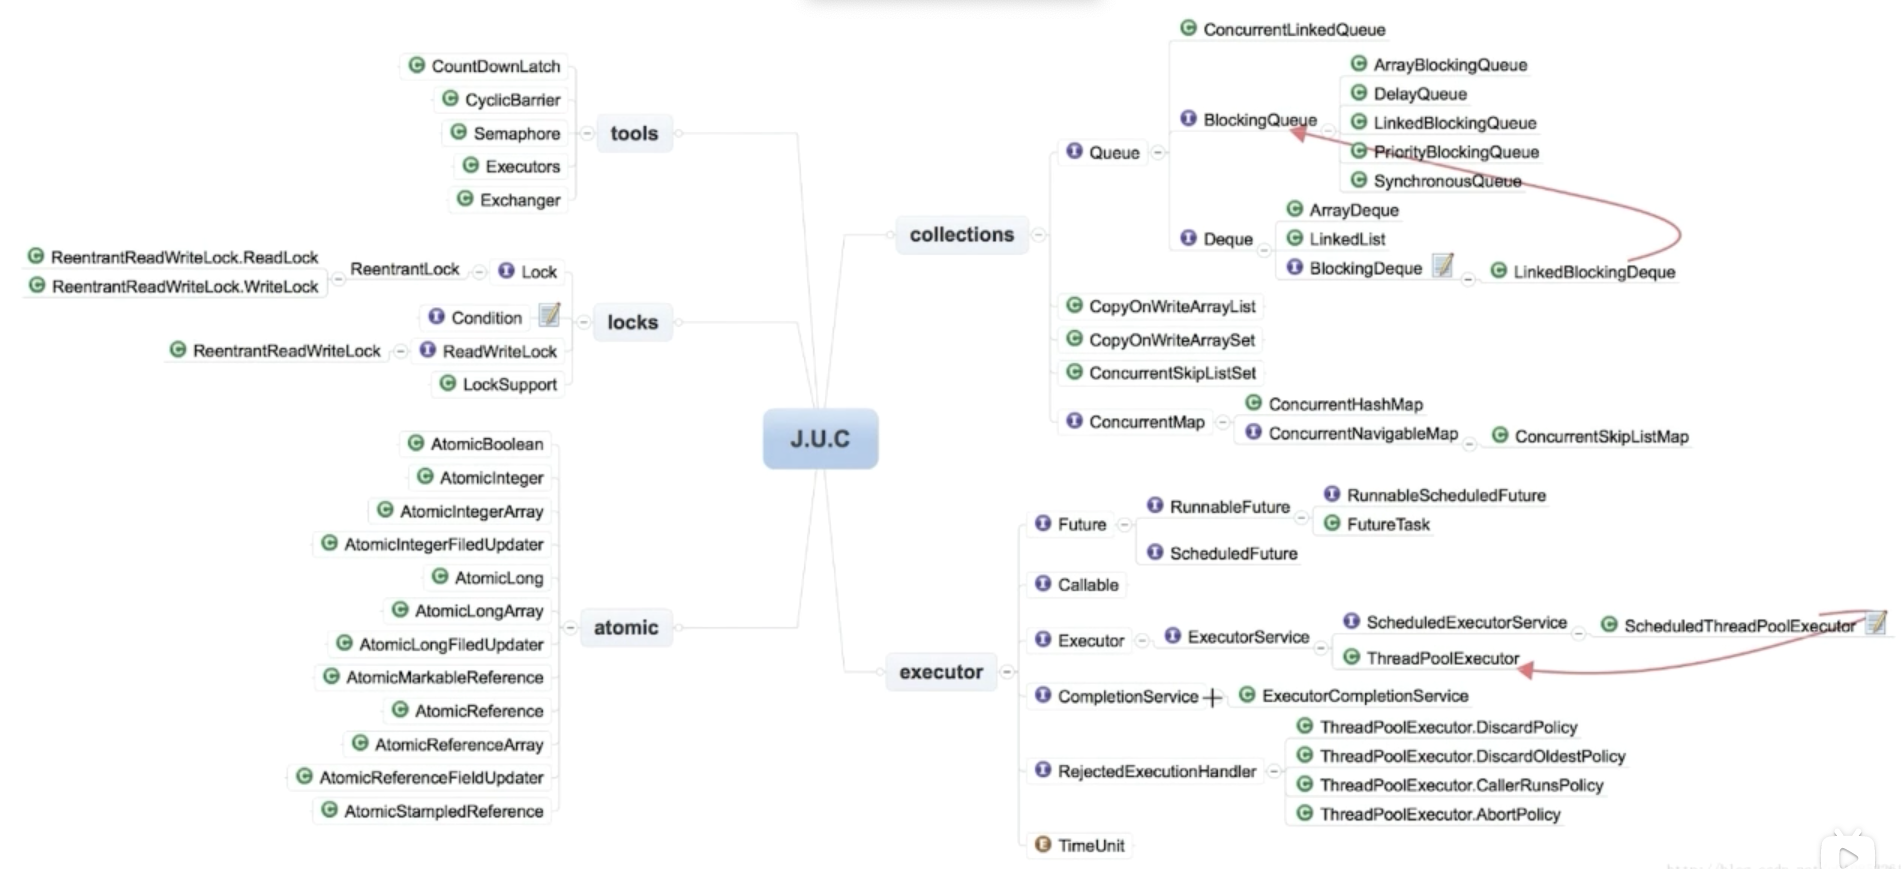 J.U.C
tools
CountDownLatch
CyclicBarrier
Semaphore
Executors
Exchanger
locks
Lock
ReentrantLock
ReentrantReadWriteLock.ReadLock
ReentrantReadWriteLock.WriteLock
Condition
ReadWriteLock
ReentrantReadWriteLock
LockSupport
atomic
AtomicBoolean
AtomicInteger
AtomicIntegerArray
AtomicIntegerFiledUpdater
AtomicLong
AtomicLongArray
AtomicLongFiledUpdater
AtomicMarkableReference
AtomicReference
AtomicReferenceArray
AtomicReferenceFieldUpdater
AtomicStampedReference
collections
Queue
ConcurrentLinkedQueue
BlockingQueue
ArrayBlockingQueue
DelayQueue
LinkedBlockingQueue
PriorityBlockingQueue
SynchronousQueue
Deque
ArrayDeque
LinkedList
BlockingDeque
LinkedBlockingDeque
CopyOnWriteArrayList
CopyOnWriteArraySet
ConcurrentSkipListSet
ConcurrentMap
ConcurrentHashMap
ConcurrentNavigableMap
ConcurrentSkipListMap
executor
Future
RunnableFuture
RunnableScheduledFuture
FutureTask
ScheduledFuture
Callable
Executor
ExecutorService
ScheduledExecutorService
ScheduledThreadPoolExecutor
ThreadPoolExecutor
CompletionService
ExecutorCompletionService
RejectedExecutionHandler
ThreadPoolExecutor.DiscardPolicy
ThreadPoolExecutor.DiscardOldestPolicy
ThreadPoolExecutor.CallerRunsPolicy
ThreadPoolExecutor.AbortPolicy
TimeUnit